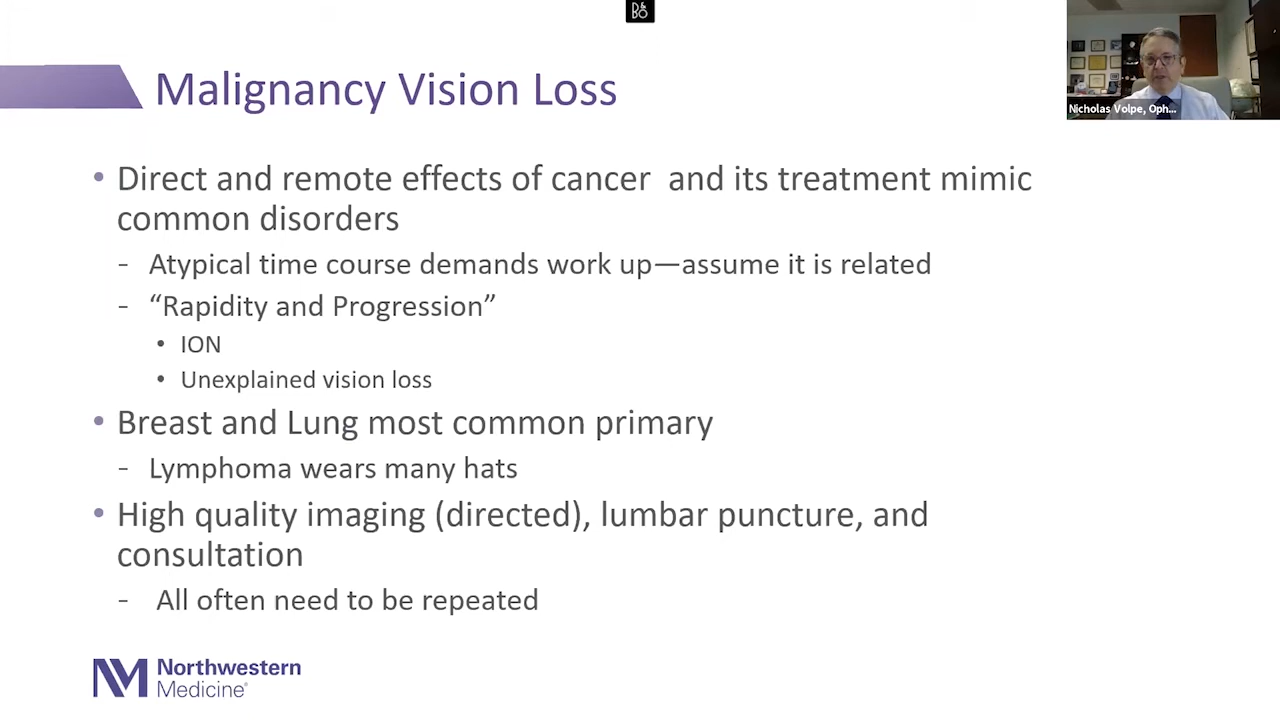 B&O
Malignancy Vision Loss
Nicholas Volpe, Oph...
• Direct and remote effects of cancer and its treatment mimic
common disorders
- Atypical time course demands work up—assume it is related
- “Rapidity and Progression”
• ION
• Unexplained vision loss
• Breast and Lung most common primary
- Lymphoma wears many hats
• High quality imaging (directed), lumbar puncture, and
consultation
- All often need to be repeated
NM Northwestern
Medicine®